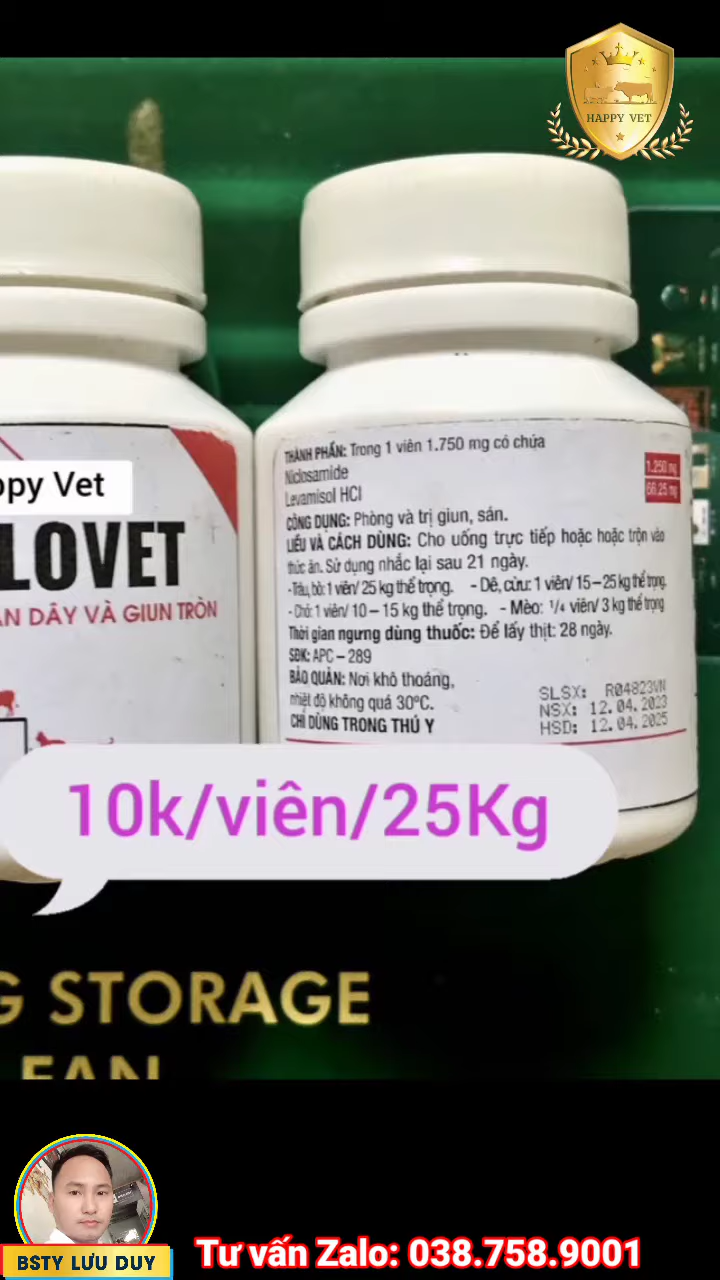 HAPPY VET
ppy Vet
LOVET
ÁN DÂY VÀ GIUN TRÒN
THÀNH PHẦN: Trong 1 viên 1.750 mg có chứa
Niclosamide 1.250 mg
Levamisol HCl 66.25 mg
CÔNG DỤNG: Phòng và trị giun, sán.
LIỀU VÀ CÁCH DÙNG: Cho uống trực tiếp hoặc hoặc trộn vào
thức ăn. Sử dụng nhắc lại sau 21 ngày.
-Trâu, bò: 1 viên/ 25 kg thể trọng. - Dê, cừu: 1 viên/ 15 – 25 kg thể trọng.
- Chó: 1 viên/ 10 – 15 kg thể trọng. - Mèo: 1/4 viên/ 3 kg thể trọng
Thời gian ngưng dùng thuốc: Để lấy thịt: 28 ngày.
SĐK: APC – 289
BẢO QUẢN: Nơi khô thoáng,
nhiệt độ không quá 30°C.
CHỈ DÙNG TRONG THÚ Y
SLSX: R04823VN
NSX: 12.04.2023
HSD: 12.04.2025
10k/viên/25Kg
G STORAGE
FAN
BSTY LƯU DUY
Tư vấn Zalo: 038.758.9001